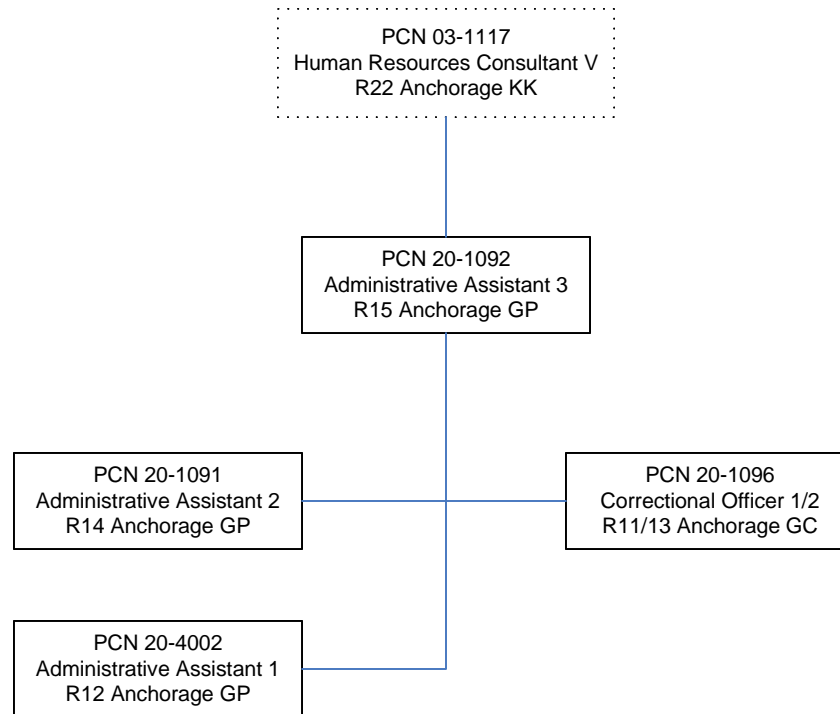 PCN 03-1117
Human Resources Consultant V
R22 Anchorage KK
PCN 20-1092
Administrative Assistant 3
R15 Anchorage GP
PCN 20-1091
Administrative Assistant 2
R14 Anchorage GP
PCN 20-1096
Correctional Officer 1/2
R11/13 Anchorage GC
PCN 20-4002
Administrative Assistant 1
R12 Anchorage GP